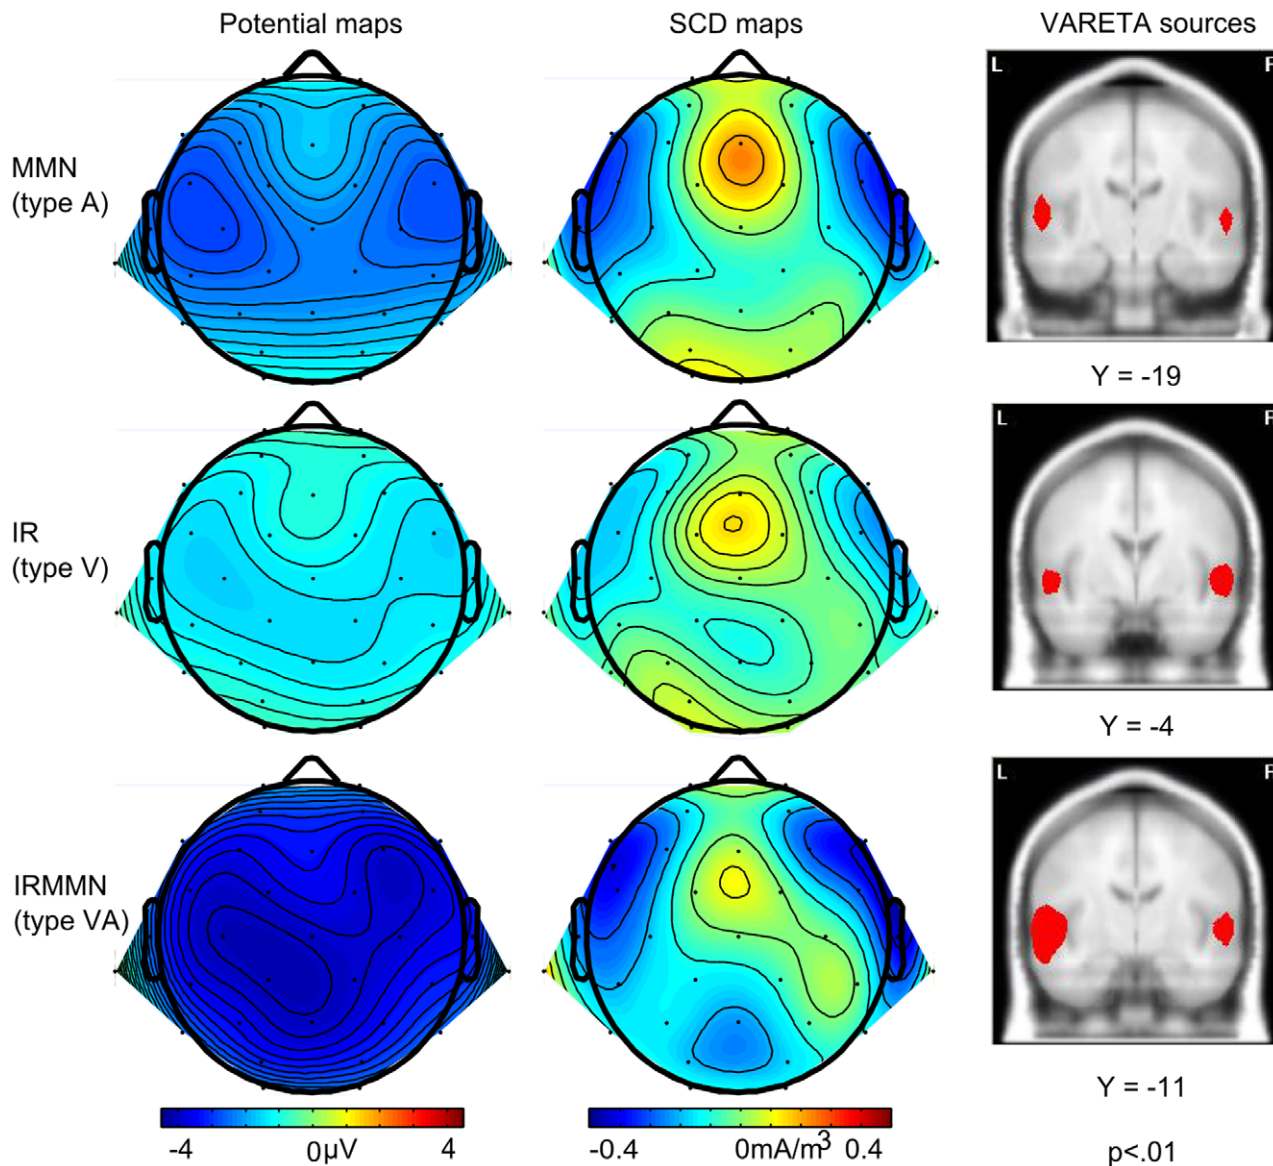 Potential maps SCD maps VARETA sources
L
MMN
(type A)
Y = -19
L
IR
(type V)
Y = -4
L
IRMMN
(type VA)
Y = -11
-4 0µV 4 -0.4 0mA/m3 0.4 p<.01